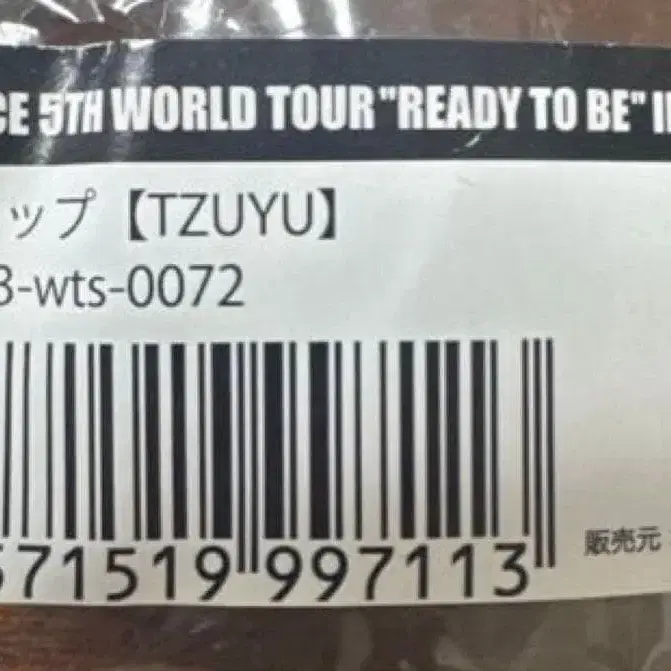 CE 5TH WORLD TOUR "READY TO BE" I
ップ【TZUYU】
3-wts-0072
571519 997113
販売元